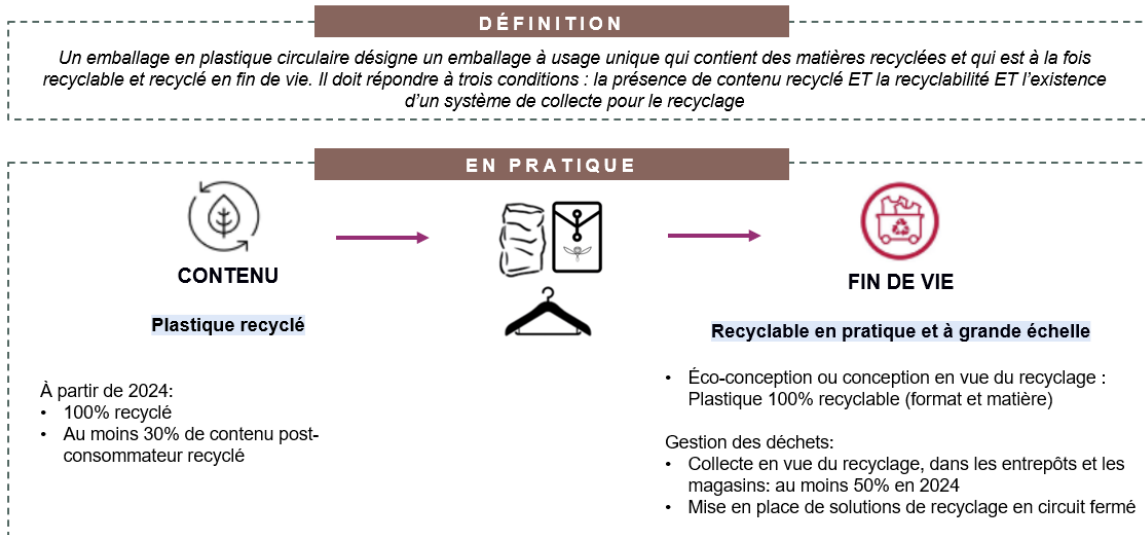 DÉFINITION
Un emballage en plastique circulaire désigne un emballage à usage unique qui contient des matières recyclées et qui est à la fois
recyclable et recyclé en fin de vie. Il doit répondre à trois conditions : la présence de contenu recyclé ET la recyclabilité ET l'existence
d'un système de collecte pour le recyclage
EN PRATIQUE
CONTENU
Plastique recyclé
À partir de 2024:
• 100% recyclé
• Au moins 30% de contenu post-
consommateur recyclé
FIN DE VIE
Recyclable en pratique et à grande échelle
• Éco-conception ou conception en vue du recyclage :
Plastique 100% recyclable (format et matière)
Gestion des déchets:
• Collecte en vue du recyclage, dans les entrepôts et les
magasins: au moins 50% en 2024
• Mise en place de solutions de recyclage en circuit fermé